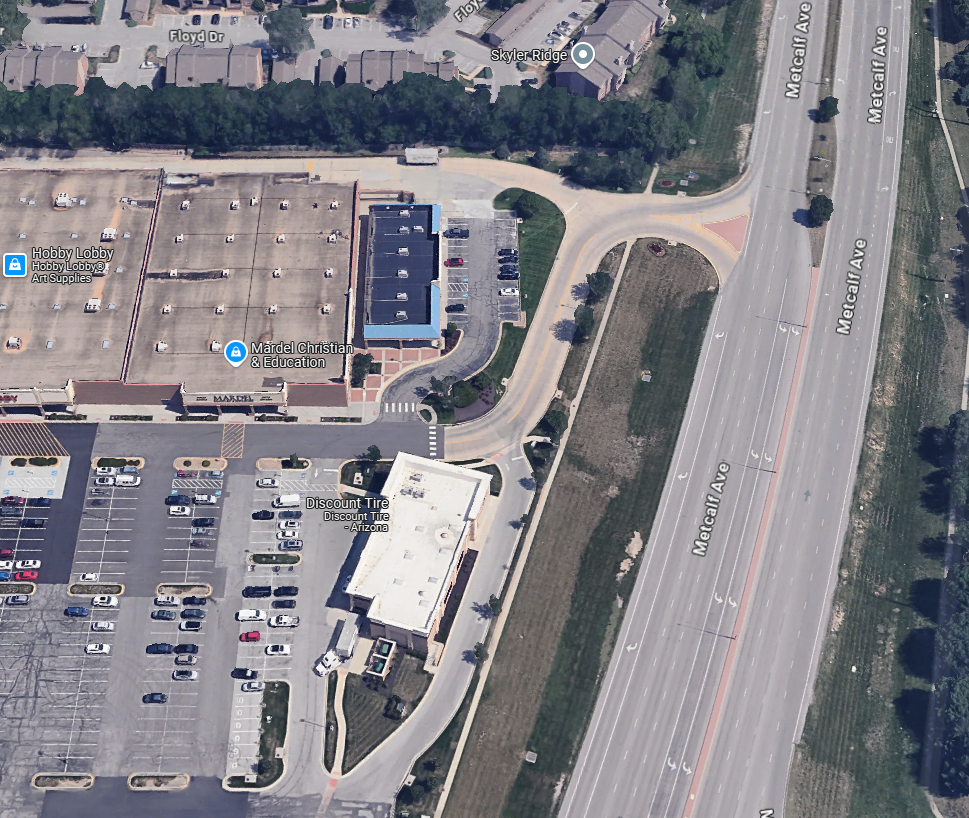 Floyd Dr
Floy
Skyler Ridge
Metcalf Ave
Metcalf Ave
Hobby Lobby
Hobby Lobby®
Art Supplies
Metcalf Ave
Mardel Christian
& Education
MARDEL
Discount Tire
Discount Tire
- Arizona
Metcalf Ave
N